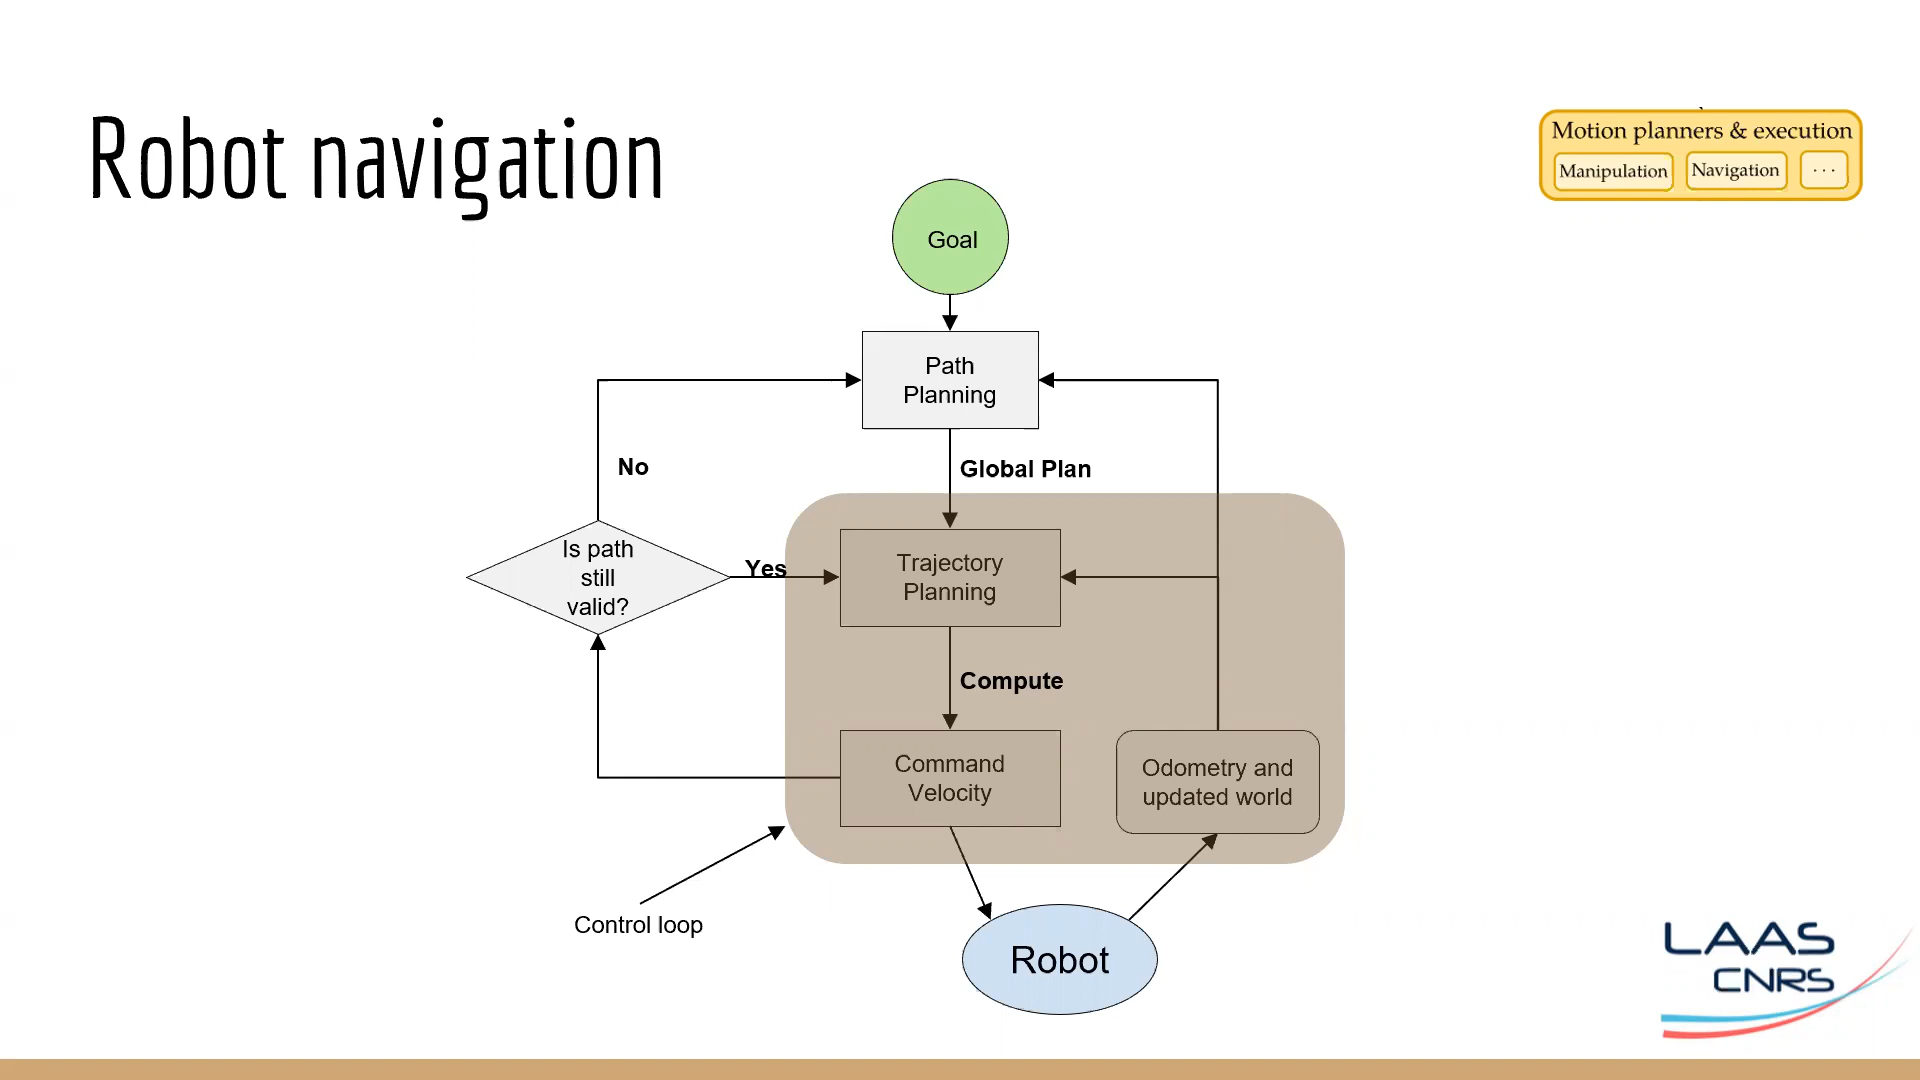 Robot navigation
Motion planners & execution
Manipulation
Navigation
...
Goal
Path
Planning
No
Global Plan
Is path
still
valid?
Yes
Trajectory
Planning
Compute
Command
Velocity
Odometry and
updated world
Control loop
Robot
LAAS
CNRS